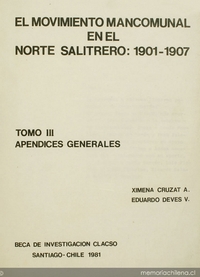 EL MOVIMIENTO MANCOMUNAL
EN EL
NORTE SALITRERO: 1901-1907
TOMO III
APENDICES GENERALES
XIMENA CRUZAT A.
EDUARDO DEVES V.
BECA DE INVESTIGACION CLACSO
SANTIAGO-CHILE 1981
memoriachilena.cl